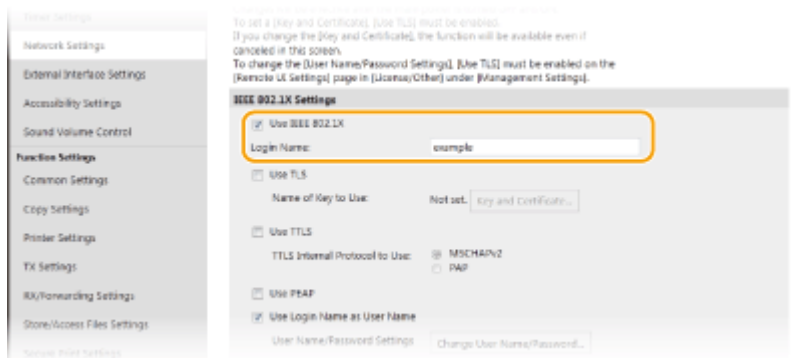 Network Settings
External Interface Settings
Accessibility Settings
Sound Volume Control
Function Settings
Common Settings
Copy Settings
Printer Settings
TX Settings
RX/Forwarding Settings
Store/Access Files Settings
Secure Print Settings
To set a [Key and Certificate], [Use TLS] must be enabled.
If you change the [Key and Certificate], the function will be available even if
canceled in this screen.
To change the [User Name/Password Settings], [Use TLS] must be enabled on the
[Remote UI Settings] page in [License/Other] under [Management Settings].
IEEE 802.1X Settings
Use IEEE 802.1X
Login Name: example
Use TLS
Name of Key to Use: Not set. Key and Certificate...
Use TTLS
TTLS Internal Protocol to Use: MSCHAPv2
PAP
Use PEAP
Use Login Name as User Name
User Name/Password Settings Change User Name/Password...